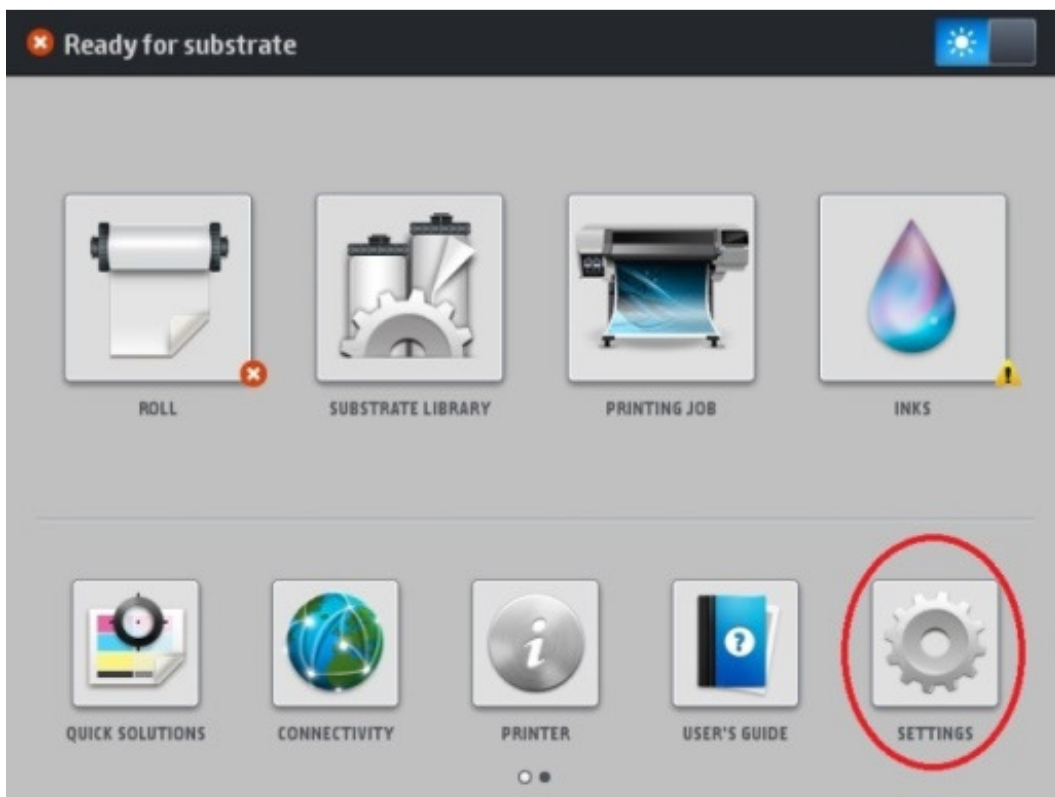 Ready for substrate
ROLL
SUBSTRATE LIBRARY
PRINTING JOB
INKS
QUICK SOLUTIONS
CONNECTIVITY
PRINTER
USER'S GUIDE
SETTINGS